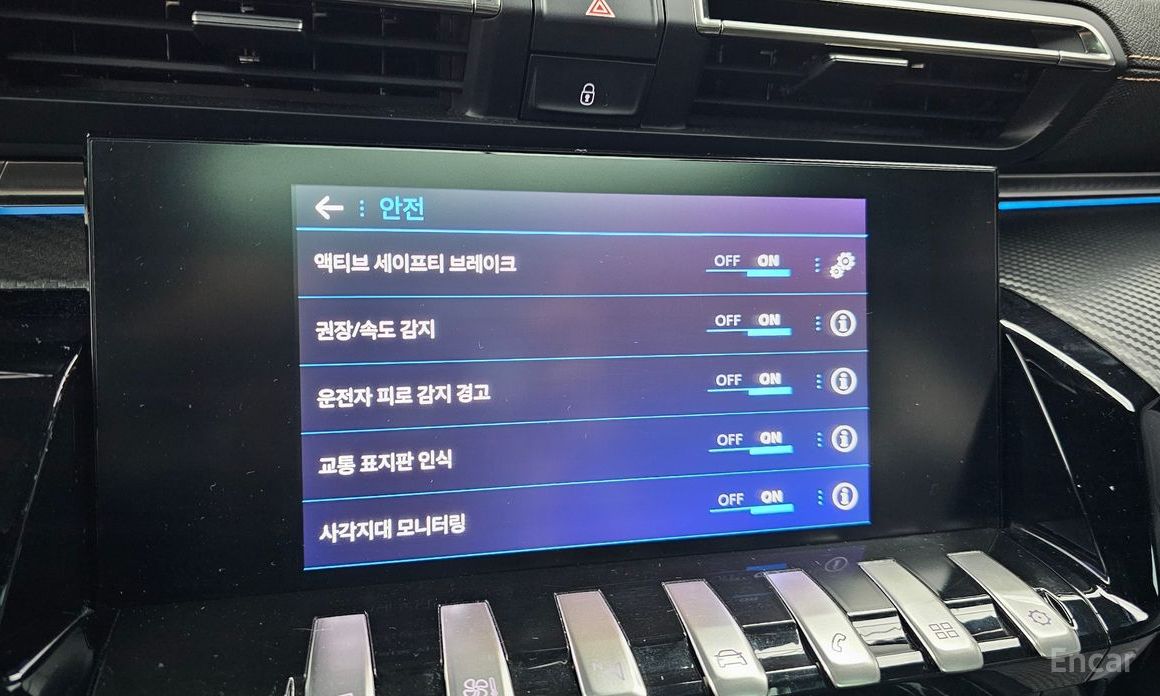 안전
액티브 세이프티 브레이크 OFF ON
권장/속도 감지 OFF ON
운전자 피로 감지 경고 OFF ON
교통 표지판 인식 OFF ON
사각지대 모니터링 OFF ON
Encar